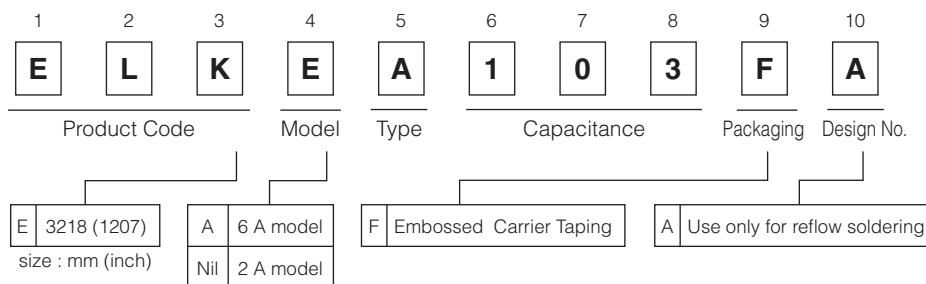 1 2 3 4 5 6 7 8 9 10
E L K E A 1 0 3 F A
Product Code Model Type Capacitance Packaging Design No.
E 3218 (1207) A 6 A model F Embossed Carrier Taping A Use only for reflow soldering
size : mm (inch) Nil 2 A model